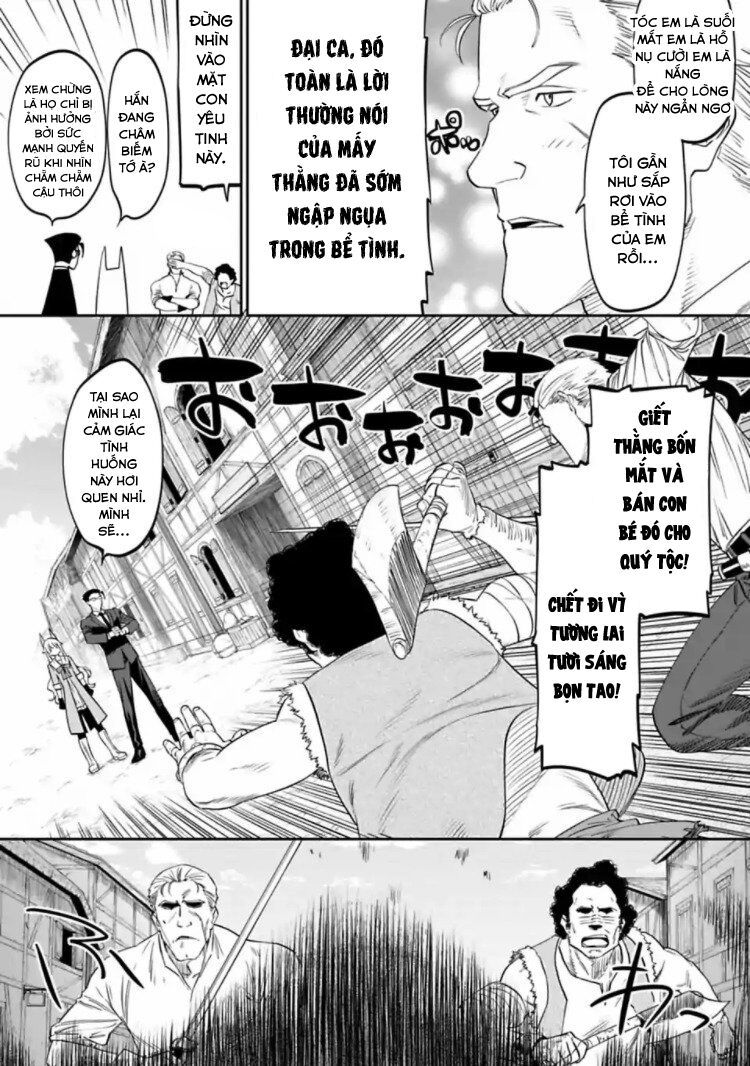 TÓC EM LÀ SUỐI
MẮT EM LÀ HỒ
NỤ CƯỜI EM LÀ
NẮNG
ĐỂ CHO LÒNG
NÀY NGẨN NGƠ
TÔI GẦN
NHƯ SẮP
RƠI VÀO
BỂ TÌNH
CỦA EM
RỒI...
ポ...
ĐẠI CA, ĐÓ
TOÀN LÀ LỜI
THƯỜNG NÓI
CỦA MẤY
THẰNG ĐÃ SỚM
NGẬP NGỤA
TRONG BỂ TÌNH.
ĐỪNG
NHÌN
VÀO
MẶT CON
YÊU
TINH
NÀY.
HẮN
ĐANG
CHÂM
BIẾM
TỚ À?
XEM CHỪNG
LÀ HỌ CHỈ BỊ
ẢNH HƯỞNG
BỞI SỨC
MẠNH QUYẾN
RŨ KHI NHÌN
CHẰM CHẰM
CẬU THÔI
おおおおおおお
GIẾT
THẰNG BỐN
MẮT VÀ
BÁN CON
BÉ ĐÓ CHO
QUÝ TỘC!
CHẾT ĐI VÌ
TƯƠNG LAI
TƯƠI SÁNG
BỌN TAO!
TẠI SAO
MÌNH LẠI
CẢM GIÁC
TÌNH
HUỐNG
NÀY HƠI
QUEN NHỈ.
MÌNH
SẼ...